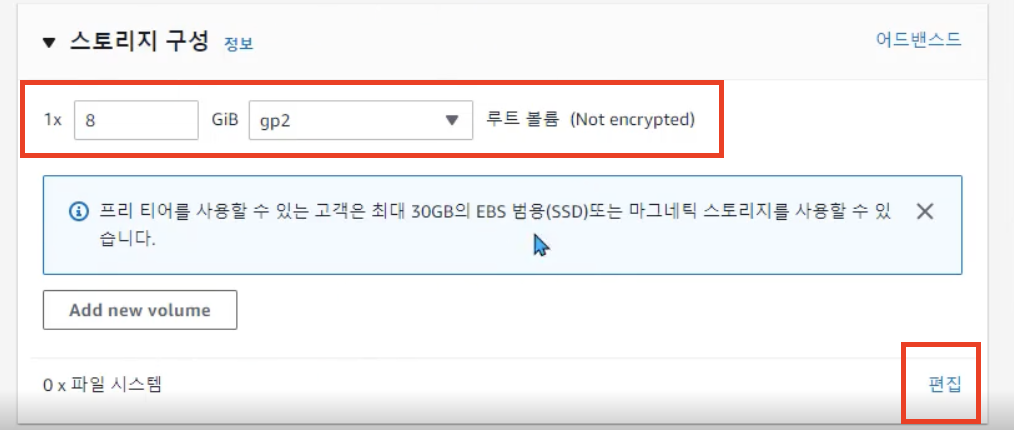 ▼ 스토리지 구성 정보 어드밴스드
1x 8 GiB gp2 루트 볼륨 (Not encrypted)
프리 티어를 사용할 수 있는 고객은 최대 30GB의 EBS 범용(SSD)또는 마그네틱 스토리지를 사용할 수 있
습니다.
Add new volume
0 x 파일 시스템 편집